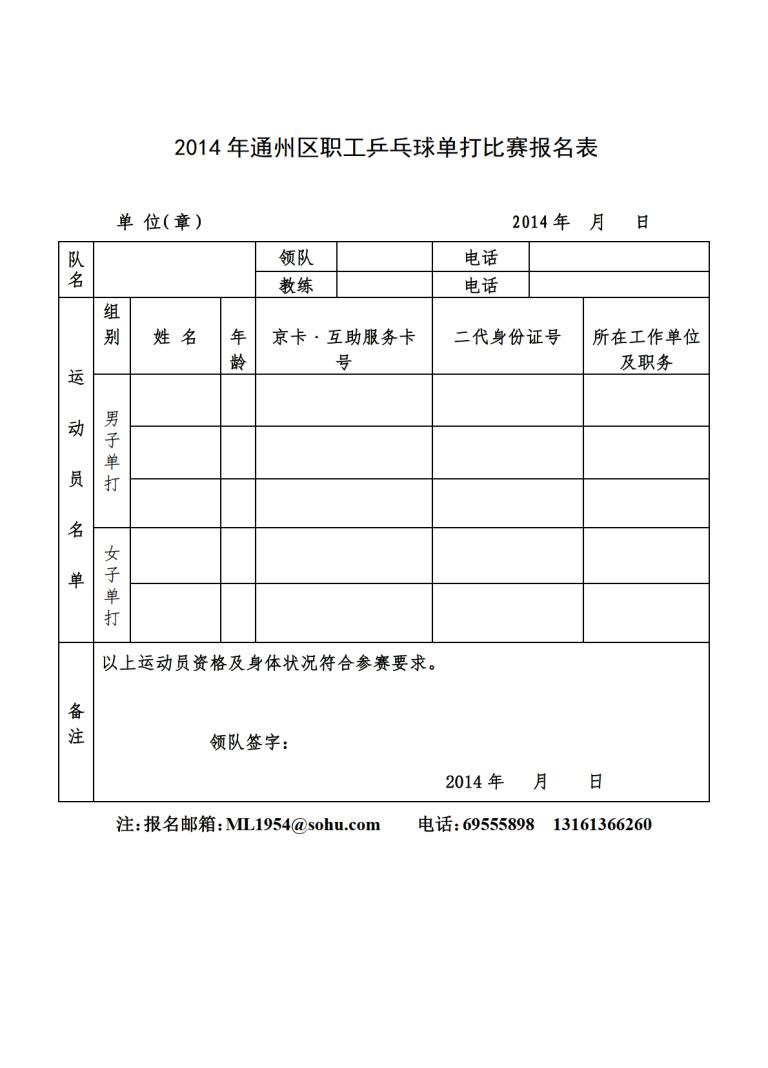 2014 年通州区职工乒乓球单打比赛报名表
单 位(章) 2014 年 月 日
队名 领队 电话
教练 电话
运动员名单 组别 姓 名 年龄 京卡·互助服务卡号 二代身份证号 所在工作单位及职务
男子单打
女子单打
备注 以上运动员资格及身体状况符合参赛要求。
领队签字:
2014 年 月 日
注:报名邮箱:ML1954@sohu.com 电话:69555898 13161366260